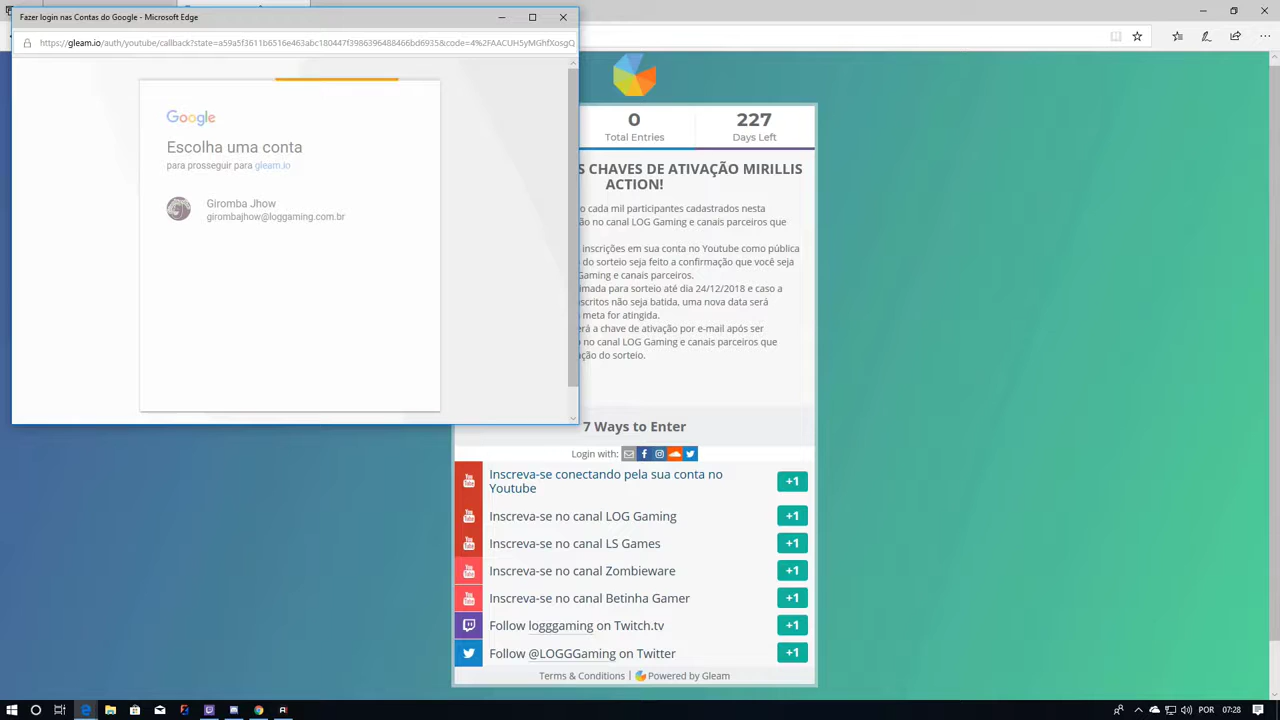 Fazer login nas Contas do Google - Microsoft Edge
https://gleam.io/auth/youtube/callback?state=a59a5f3611b6516e463abc180447f3986396488466bd6935&code=4%2FAACUH5yMGhfXosgQ
Google
Escolha uma conta
para prosseguir para gleam.io
Giromba Jhow
girombajhow@loggaming.com.br
0
Total Entries
227
Days Left
S CHAVES DE ATIVAÇÃO MIRILLIS
ACTION!
o cada mil participantes cadastrados nesta
ão no canal LOG Gaming e canais parceiros que
inscrições em sua conta no Youtube como pública
do sorteio seja feito a confirmação que você seja
Gaming e canais parceiros.
imada para sorteio até dia 24/12/2018 e caso a
scritos não seja batida, uma nova data será
meta for atingida.
erá a chave de ativação por e-mail após ser
no canal LOG Gaming e canais parceiros que
ação do sorteio.
7 Ways to Enter
Login with:
Inscreva-se conectando pela sua conta no
Youtube
+1
Inscreva-se no canal LOG Gaming
+1
Inscreva-se no canal LS Games
+1
Inscreva-se no canal Zombieware
+1
Inscreva-se no canal Betinha Gamer
+1
Follow logggaming on Twitch.tv
+1
Follow @LOGGGaming on Twitter
+1
Terms & Conditions | Powered by Gleam
POR
07:28